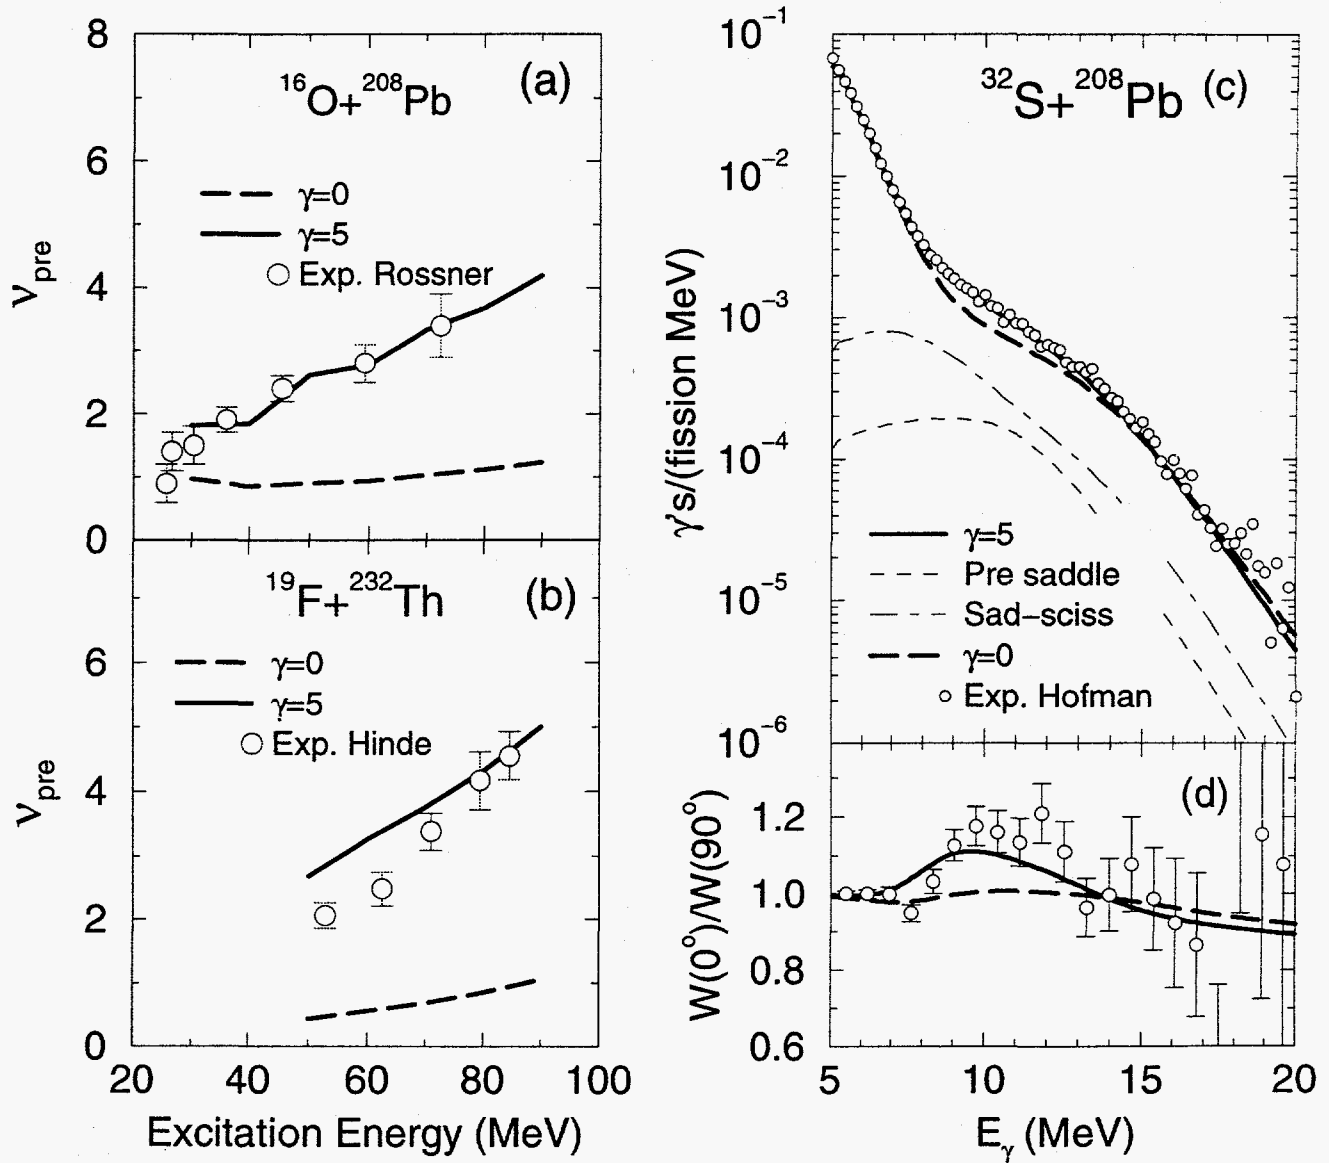 8
6
4
2
0
ν_pre
¹⁶O+²⁰⁸Pb
(a)
γ=0
γ=5
Exp. Rossner
6
4
2
0
ν_pre
¹⁹F+²³²Th
(b)
γ=0
γ=5
Exp. Hinde
20 40 60 80 100
Excitation Energy (MeV)
10⁻¹
10⁻²
10⁻³
10⁻⁴
10⁻⁵
10⁻⁶
γ's/(fission MeV)
³²S+²⁰⁸Pb
(c)
γ=5
Pre saddle
Sad–sciss
γ=0
Exp. Hofman
1.2
1.0
0.8
0.6
W(0°)/W(90°)
(d)
5 10 15 20
E_γ (MeV)